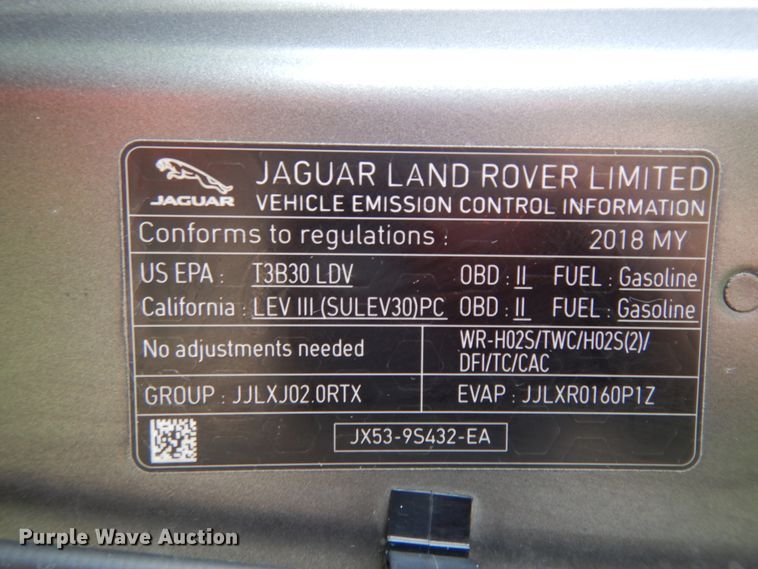 JAGUAR
JAGUAR LAND ROVER LIMITED
VEHICLE EMISSION CONTROL INFORMATION
Conforms to regulations : 2018 MY
US EPA : T3B30 LDV OBD : II FUEL : Gasoline
California : LEV III (SULEV30)PC OBD : II FUEL : Gasoline
No adjustments needed
WR-HO2S/TWC/HO2S(2)/
DFI/TC/CAC
GROUP : JJLXJ02.0RTX
EVAP : JJLXR0160P1Z
JX53-9S432-EA
Purple Wave Auction